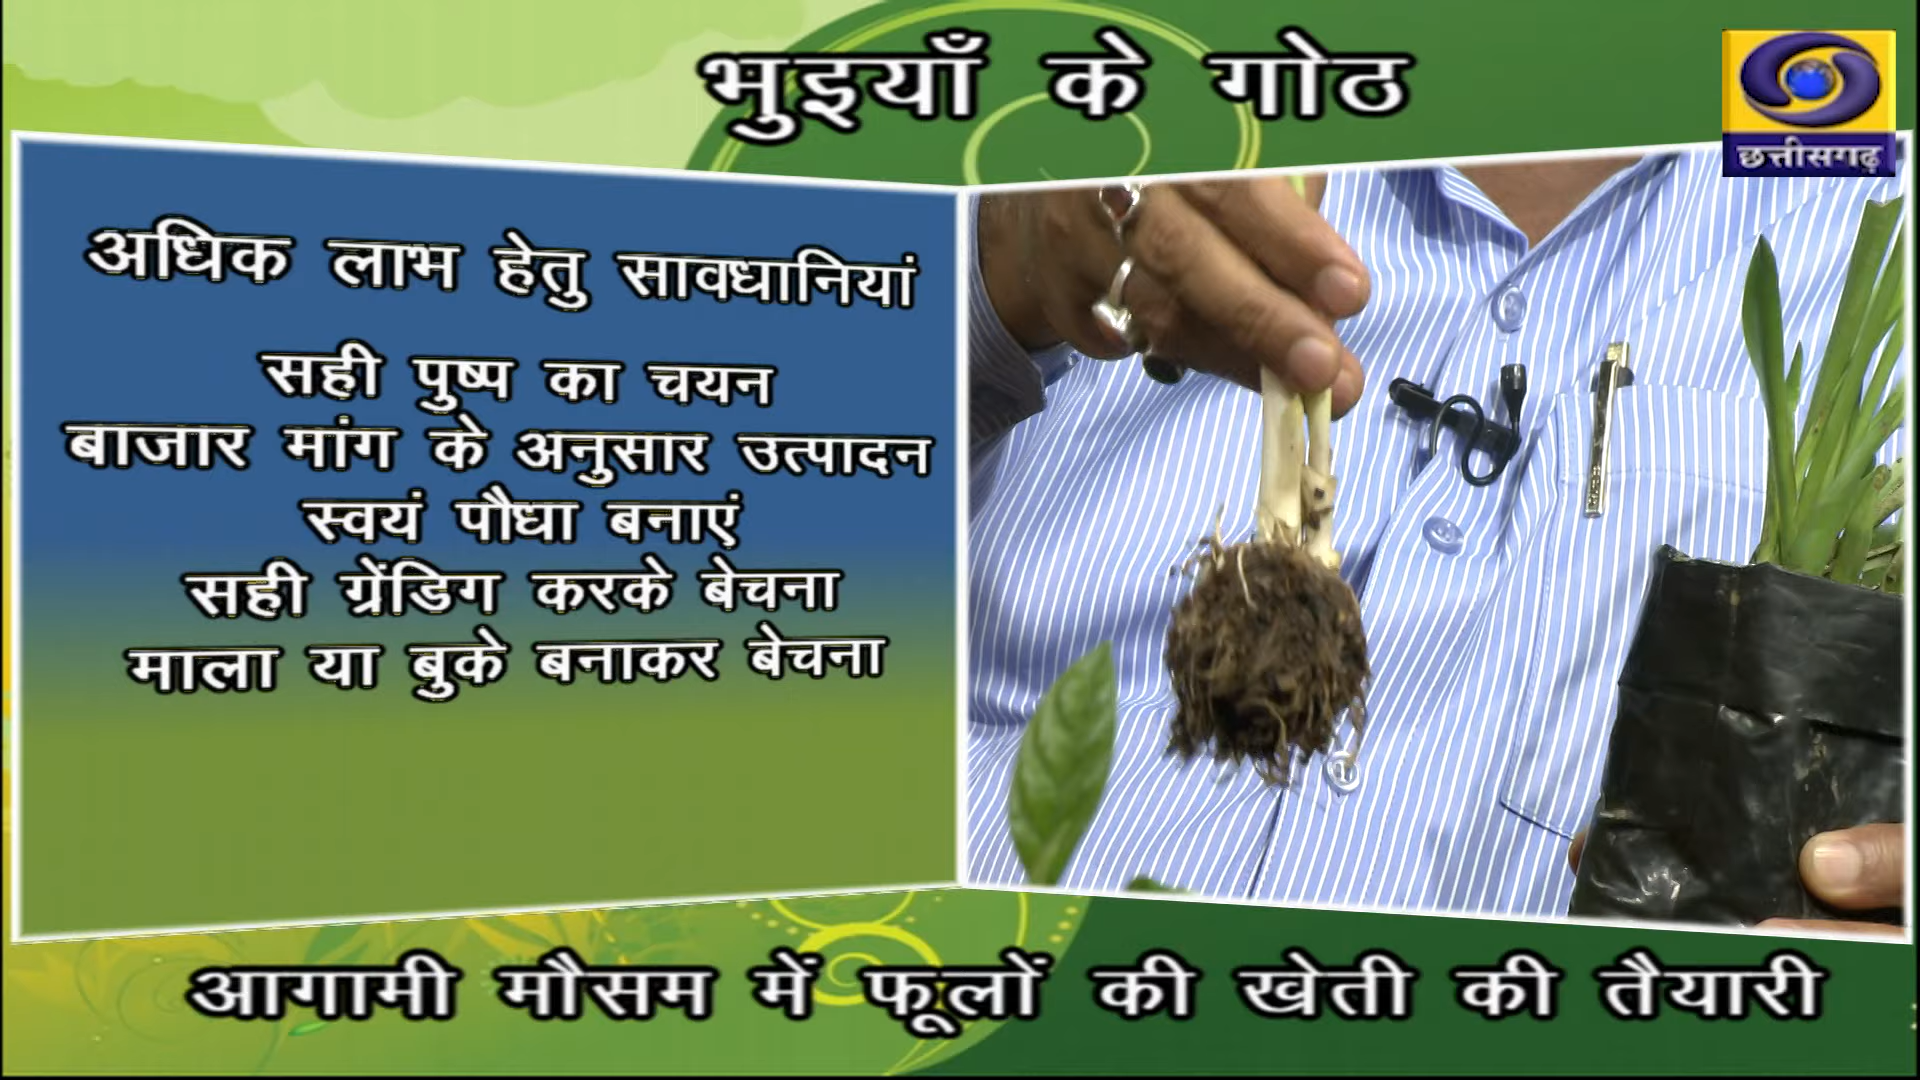 भुइयाँ के गोठ
छत्तीसगढ़
अधिक लाभ हेतु सावधानियां
सही पुष्प का चयन
बाजार मांग के अनुसार उत्पादन
स्वयं पौधा बनाएं
सही ग्रेंडिग करके बेचना
माला या बुके बनाकर बेचना
आगामी मौसम में फूलों की खेती की तैयारी